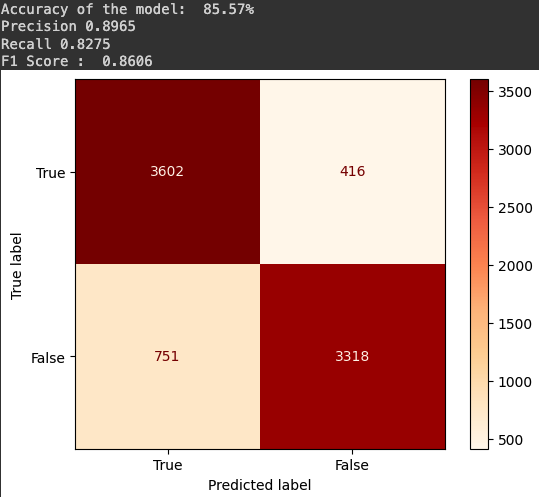 Accuracy of the model:  85.57%
Precision 0.8965
Recall 0.8275
F1 Score :  0.8606
3500
3602 416
True
3000
2500
True label
2000
1500
751 3318
False
1000
500
True False
Predicted label